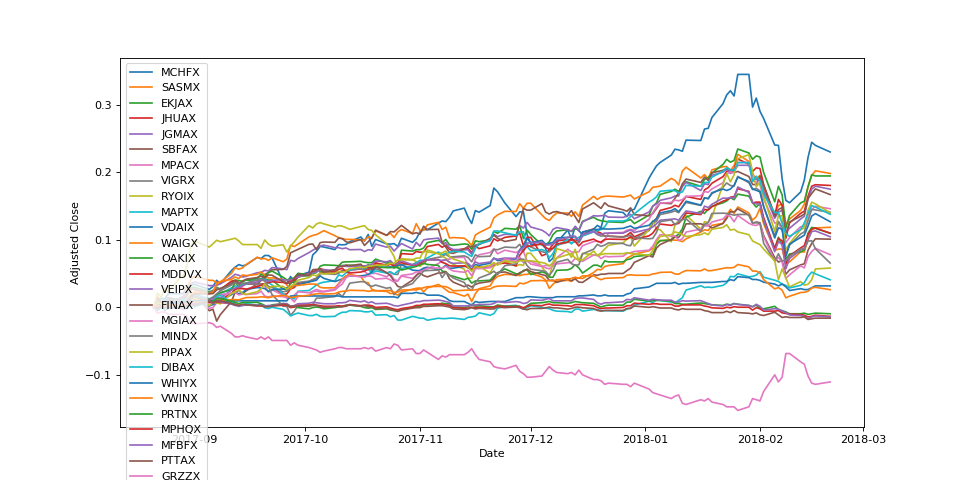 0.3
0.2
0.1
0.0
−0.1
Adjusted Close
MCHFX
SASMX
EKJAX
JHUAX
JGMAX
SBFAX
MPACX
VIGRX
RYOIX
MAPTX
VDAIX
WAIGX
OAKIX
MDDVX
VEIPX
FINAX
MGIAX
MINDX
PIPAX
DIBAX
WHIYX
VWINX
PRTNX
MPHQX
MFBFX
PTTAX
GRZZX
2017-09 2017-10 2017-11 2017-12 2018-01 2018-02 2018-03
Date